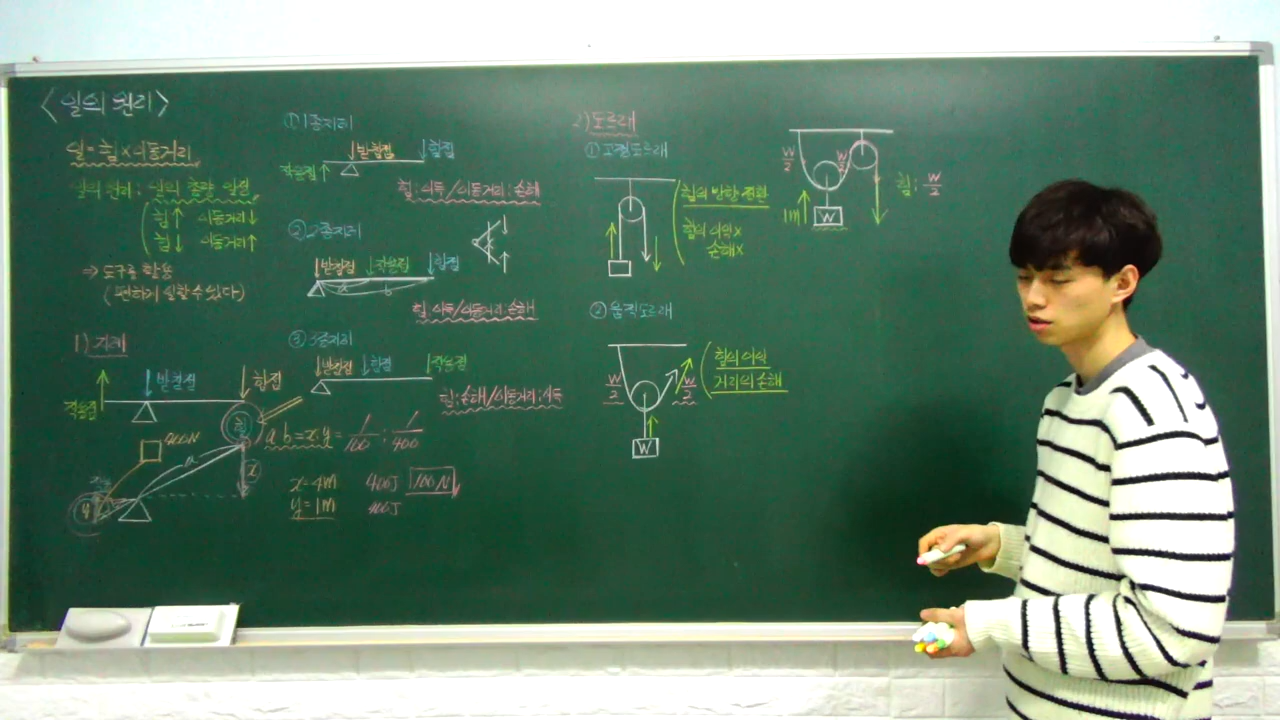 <일의 원리>
일 = 힘 × 이동거리
일의 원리 : 일의 총량 일정
힘↑ 이동거리↓
힘↓ 이동거리↑
⇒ 도구를 활용
(편하게 일할 수 있다)
1) 지레
작용점 받침점 힘점
400N
a
x
y
a:b = x:y = 1/100 : 1/400
x = 4m 400J 100N
y = 1m 400J
① 1종지레
작용점 받침점 힘점
힘 : 이득 / 이동거리 : 손해
② 2종지레
받침점 작용점 힘점
a b
힘 : 이득 / 이동거리 : 손해
③ 3종지레
받침점 힘점 작용점
힘 : 손해 / 이동거리 : 이득
2) 도르래
① 고정도르래
힘의 방향 전환
힘의 이익×
손해×
② 움직도르래
W/2 W/2
W
힘의 이익
거리의 손해
W/2 W/2
1m
W
힘 : W/2